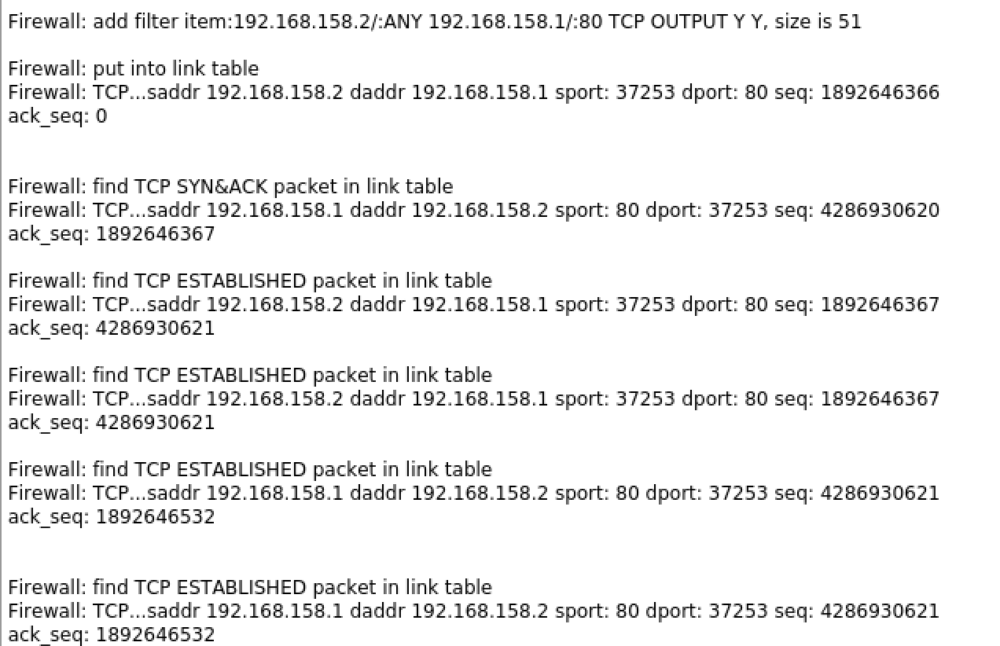 Firewall: add filter item:192.168.158.2/:ANY 192.168.158.1/:80 TCP OUTPUT Y Y, size is 51
Firewall: put into link table
Firewall: TCP...saddr 192.168.158.2 daddr 192.168.158.1 sport: 37253 dport: 80 seq: 1892646366
ack_seq: 0
Firewall: find TCP SYN&ACK packet in link table
Firewall: TCP...saddr 192.168.158.1 daddr 192.168.158.2 sport: 80 dport: 37253 seq: 4286930620
ack_seq: 1892646367
Firewall: find TCP ESTABLISHED packet in link table
Firewall: TCP...saddr 192.168.158.2 daddr 192.168.158.1 sport: 37253 dport: 80 seq: 1892646367
ack_seq: 4286930621
Firewall: find TCP ESTABLISHED packet in link table
Firewall: TCP...saddr 192.168.158.2 daddr 192.168.158.1 sport: 37253 dport: 80 seq: 1892646367
ack_seq: 4286930621
Firewall: find TCP ESTABLISHED packet in link table
Firewall: TCP...saddr 192.168.158.1 daddr 192.168.158.2 sport: 80 dport: 37253 seq: 4286930621
ack_seq: 1892646532
Firewall: find TCP ESTABLISHED packet in link table
Firewall: TCP...saddr 192.168.158.1 daddr 192.168.158.2 sport: 80 dport: 37253 seq: 4286930621
ack_seq: 1892646532